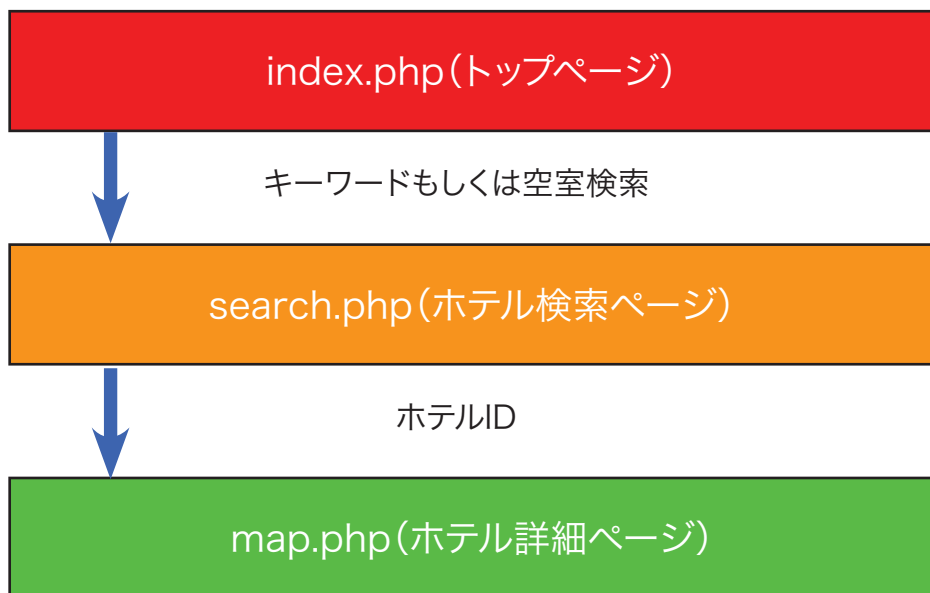 index.php(トップページ)
キーワードもしくは空室検索
search.php(ホテル検索ページ)
ホテルID
map.php(ホテル詳細ページ)